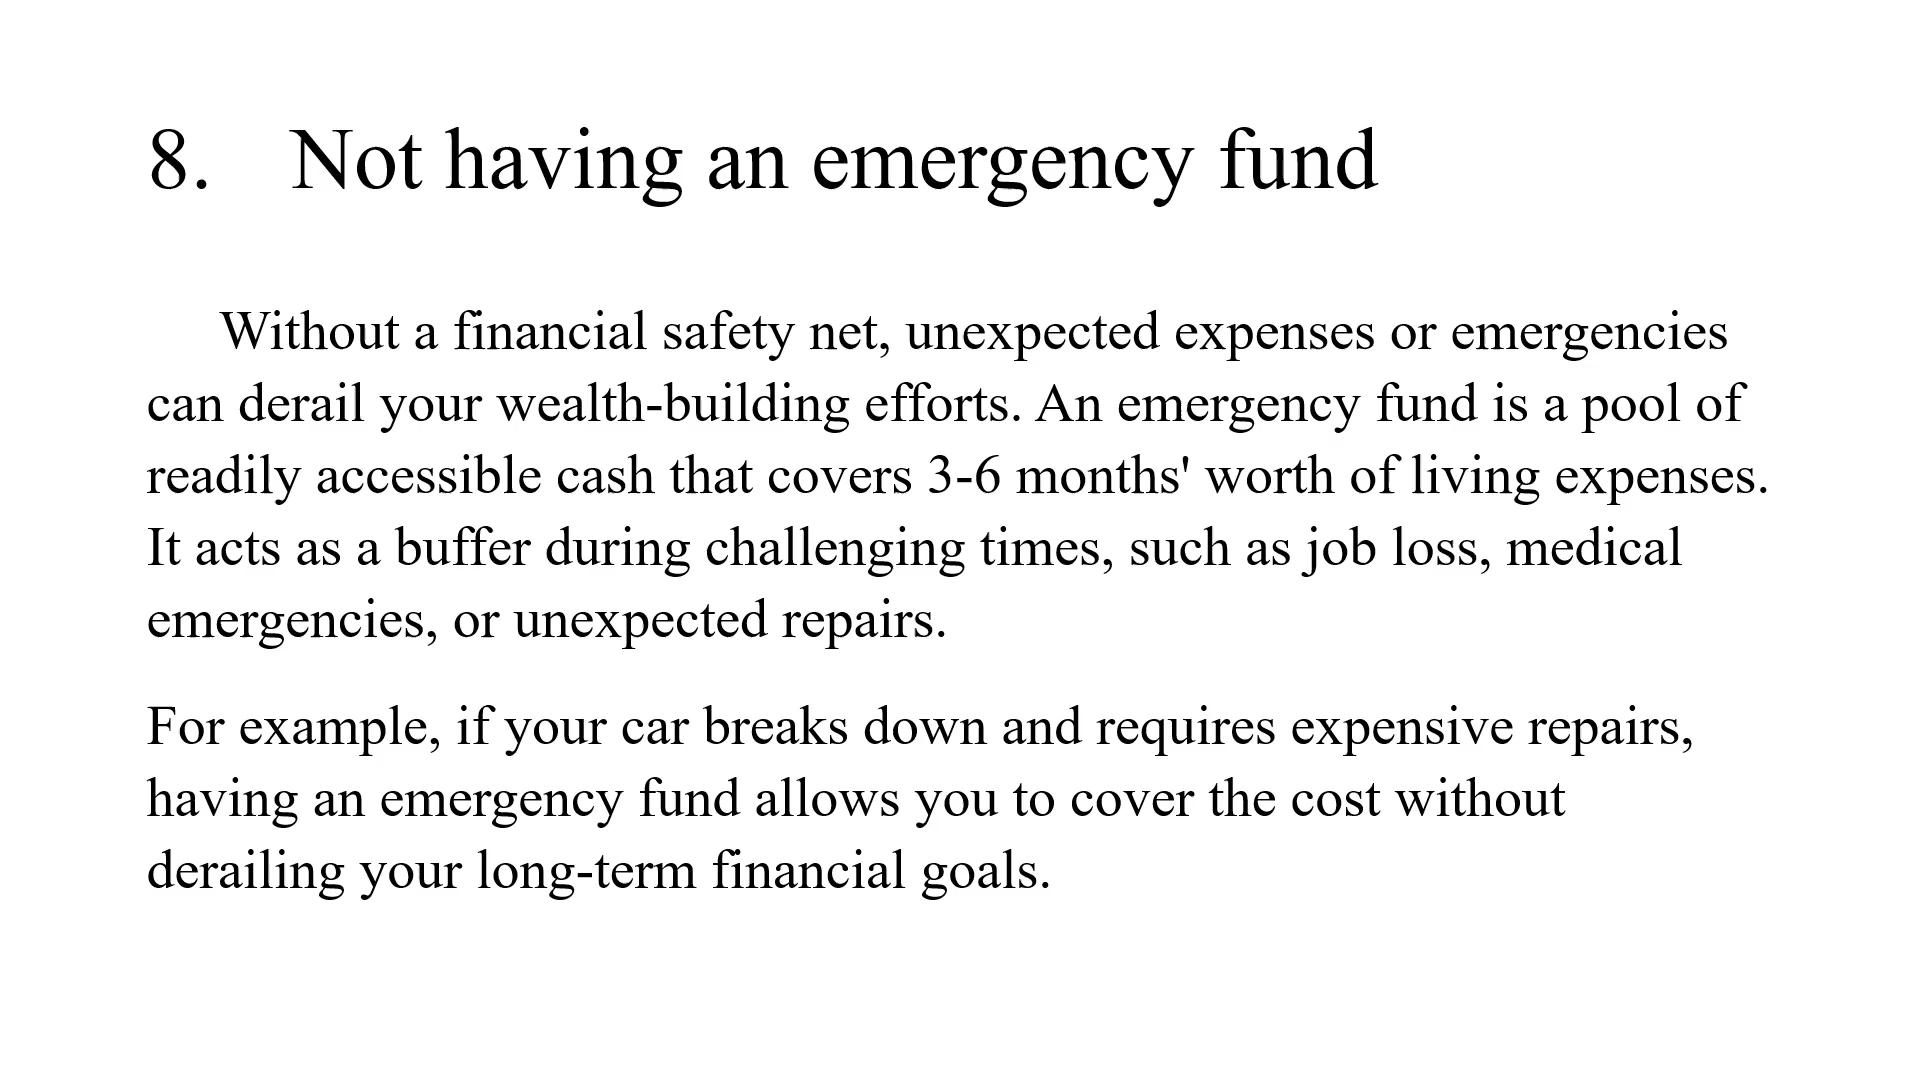 8. Not having an emergency fund
Without a financial safety net, unexpected expenses or emergencies
can derail your wealth-building efforts. An emergency fund is a pool of
readily accessible cash that covers 3-6 months' worth of living expenses.
It acts as a buffer during challenging times, such as job loss, medical
emergencies, or unexpected repairs.
For example, if your car breaks down and requires expensive repairs,
having an emergency fund allows you to cover the cost without
derailing your long-term financial goals.